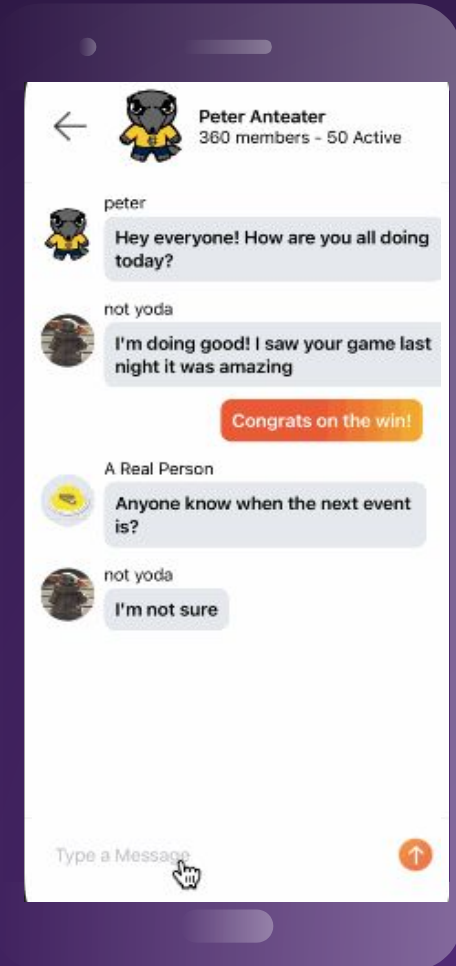 Peter Anteater
360 members - 50 Active
peter
Hey everyone! How are you all doing
today?
not yoda
I'm doing good! I saw your game last
night it was amazing
Congrats on the win!
A Real Person
Anyone know when the next event
is?
not yoda
I'm not sure
Type a Message